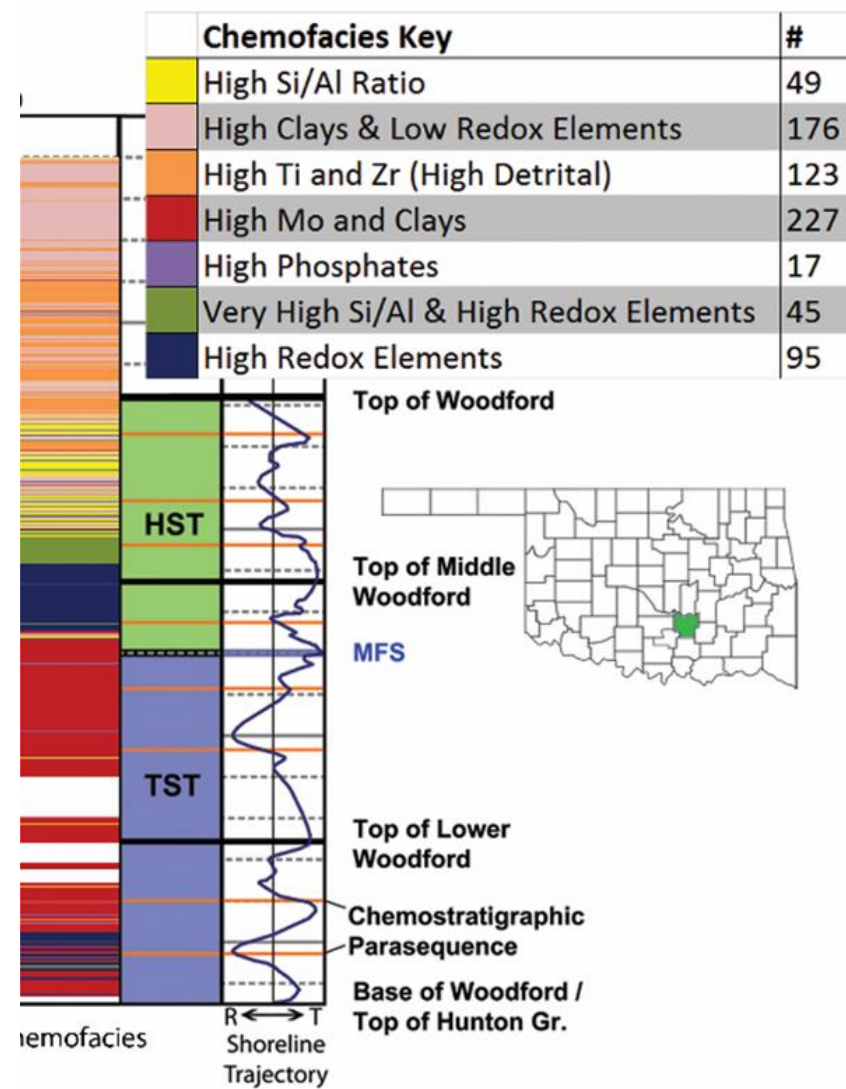 Chemofacies Key #
High Si/Al Ratio 49
High Clays & Low Redox Elements 176
High Ti and Zr (High Detrital) 123
High Mo and Clays 227
High Phosphates 17
Very High Si/Al & High Redox Elements 45
High Redox Elements 95
Top of Woodford
HST
Top of Middle
Woodford
MFS
TST
Top of Lower
Woodford
Chemostratigraphic
Parasequence
Base of Woodford /
Top of Hunton Gr.
R T
Shoreline
Trajectory
hemofacies